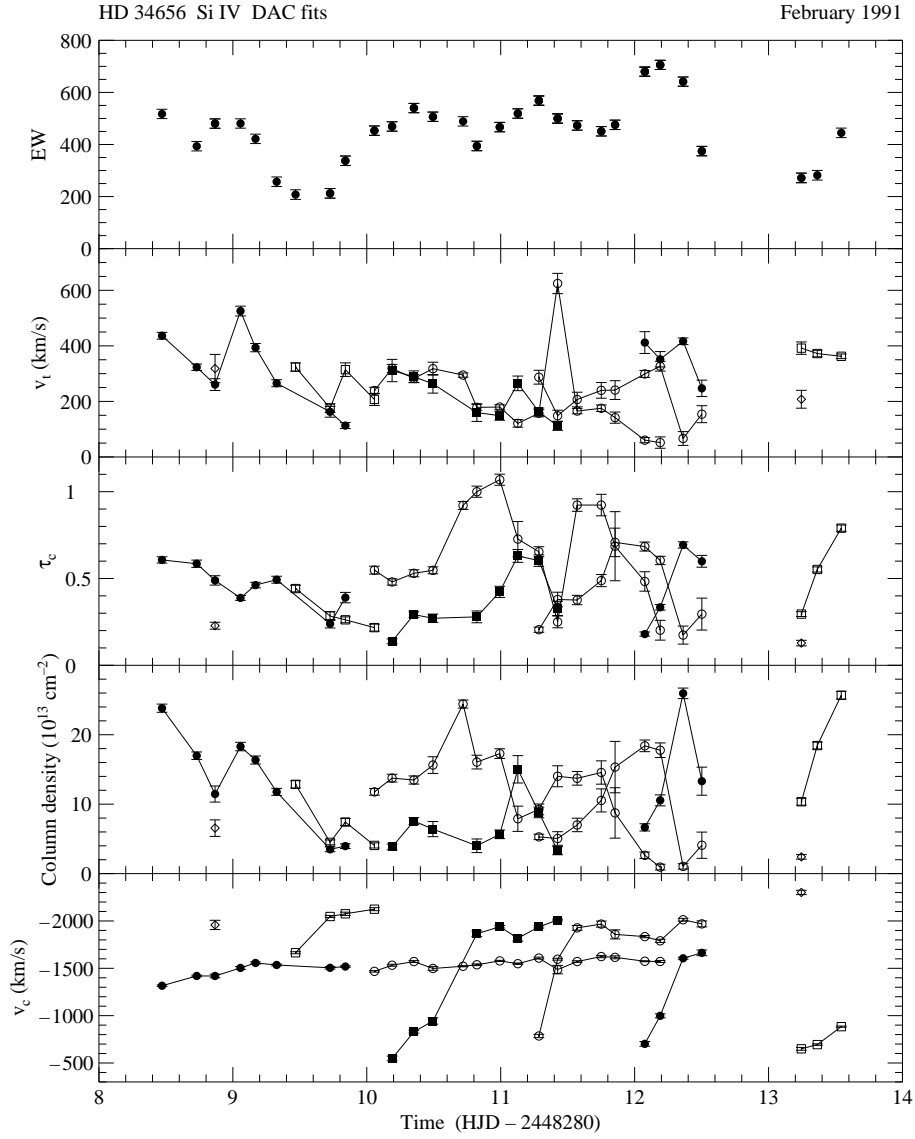 HD 34656 Si IV DAC fits February 1991
800
600
400
200
0
EW
600
400
200
0
v_t (km/s)
1
0.5
0
τ_c
20
10
0
Column density (10^13 cm^−2)
−2000
−1500
−1000
−500
v_c (km/s)
8 9 10 11 12 13 14
Time (HJD − 2448280)